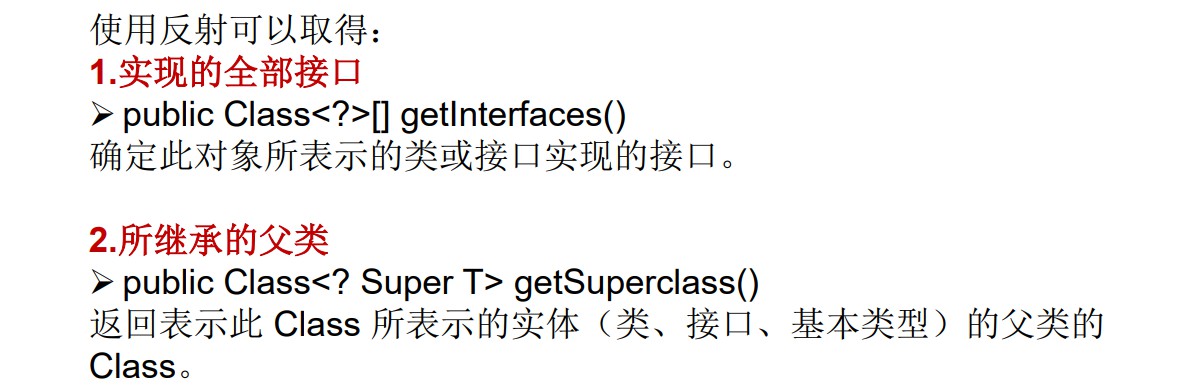 使用反射可以取得：
1.实现的全部接口
➢ public Class<?>[] getInterfaces()
确定此对象所表示的类或接口实现的接口。
2.所继承的父类
➢ public Class<? Super T> getSuperclass()
返回表示此 Class 所表示的实体（类、接口、基本类型）的父类的
Class。